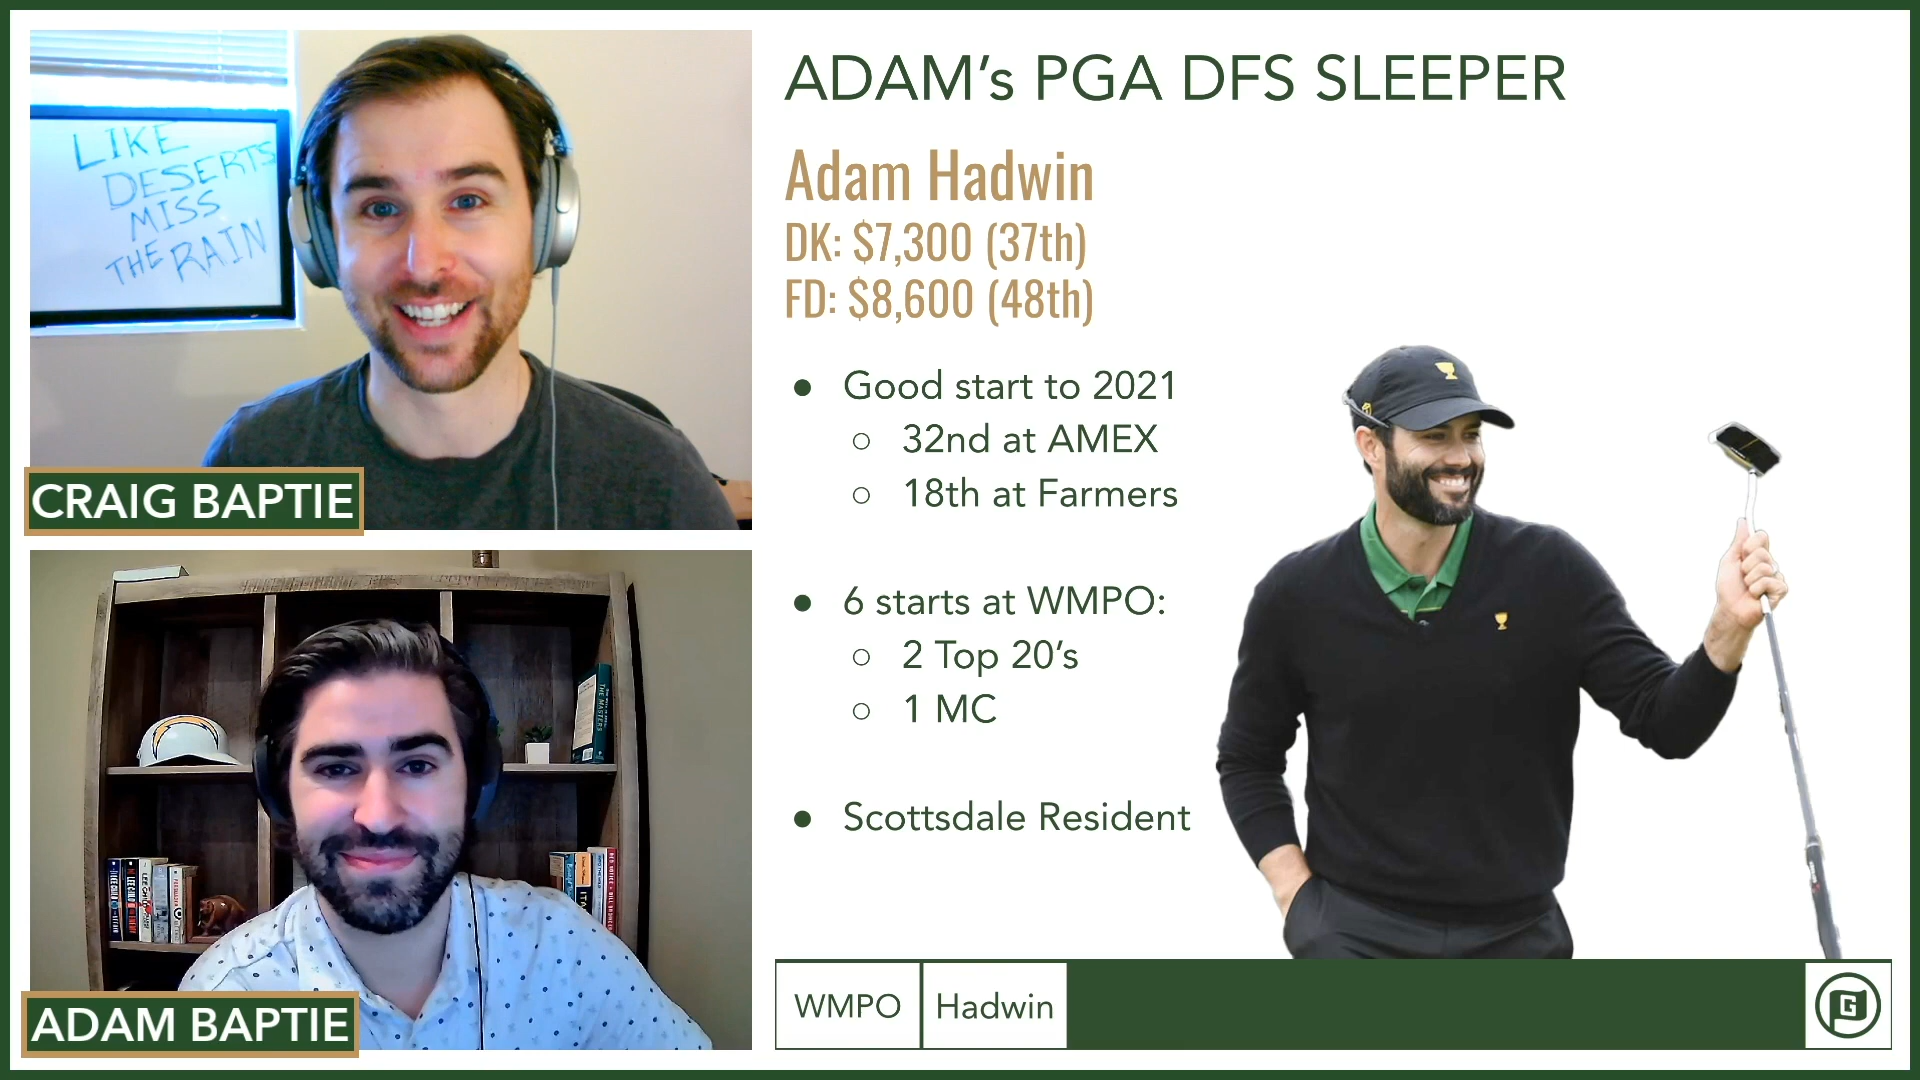 LIKE
DESERTS
MISS
THE RAIN
CRAIG BAPTIE
THE MASTERS
ADAM BAPTIE
ADAM's PGA DFS SLEEPER
Adam Hadwin
DK: $7,300 (37th)
FD: $8,600 (48th)
● Good start to 2021
○ 32nd at AMEX
○ 18th at Farmers
● 6 starts at WMPO:
○ 2 Top 20's
○ 1 MC
● Scottsdale Resident
WMPO
Hadwin
G